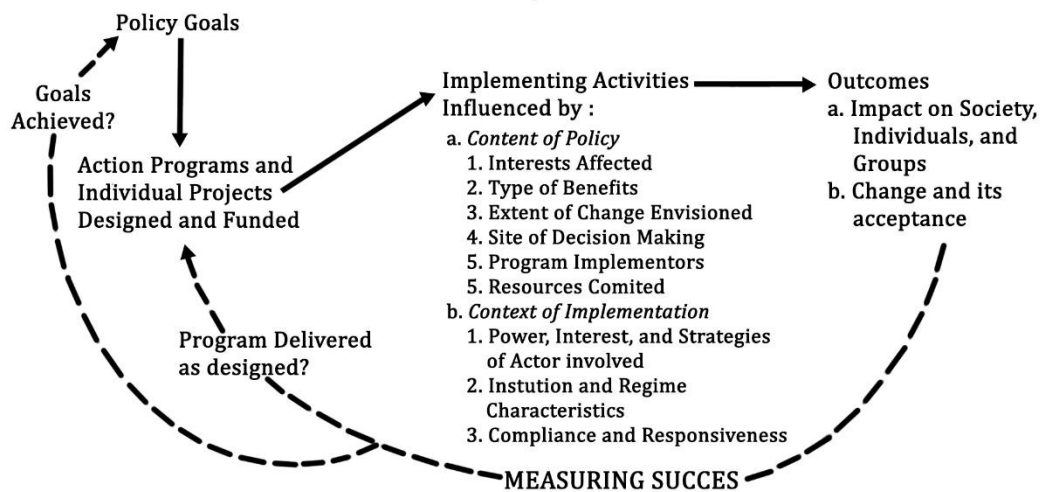 Policy Goals
Goals
Achieved?
Action Programs and
Individual Projects
Designed and Funded
Program Delivered
as designed?
Implementing Activities
Influenced by :
a. Content of Policy
1. Interests Affected
2. Type of Benefits
3. Extent of Change Envisioned
4. Site of Decision Making
5. Program Implementors
5. Resources Comited
b. Context of Implementation
1. Power, Interest, and Strategies
of Actor involved
2. Instution and Regime
Characteristics
3. Compliance and Responsiveness
Outcomes
a. Impact on Society,
Individuals, and
Groups
b. Change and its
acceptance
MEASURING SUCCES